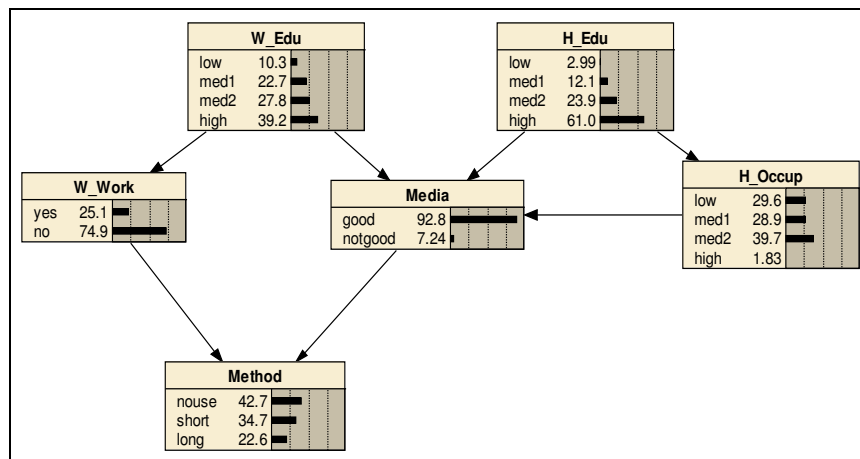 W_Edu
low 10.3
med1 22.7
med2 27.8
high 39.2
H_Edu
low 2.99
med1 12.1
med2 23.9
high 61.0
W_Work
yes 25.1
no 74.9
Media
good 92.8
notgood 7.24
H_Occup
low 29.6
med1 28.9
med2 39.7
high 1.83
Method
nouse 42.7
short 34.7
long 22.6